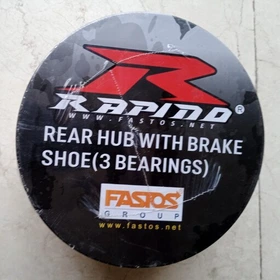 R
RAPIDO®
WWW.FASTOS.NET
REAR HUB WITH BRAKE
SHOE(3 BEARINGS)
FASTOS
GROUP
www.fastos.net